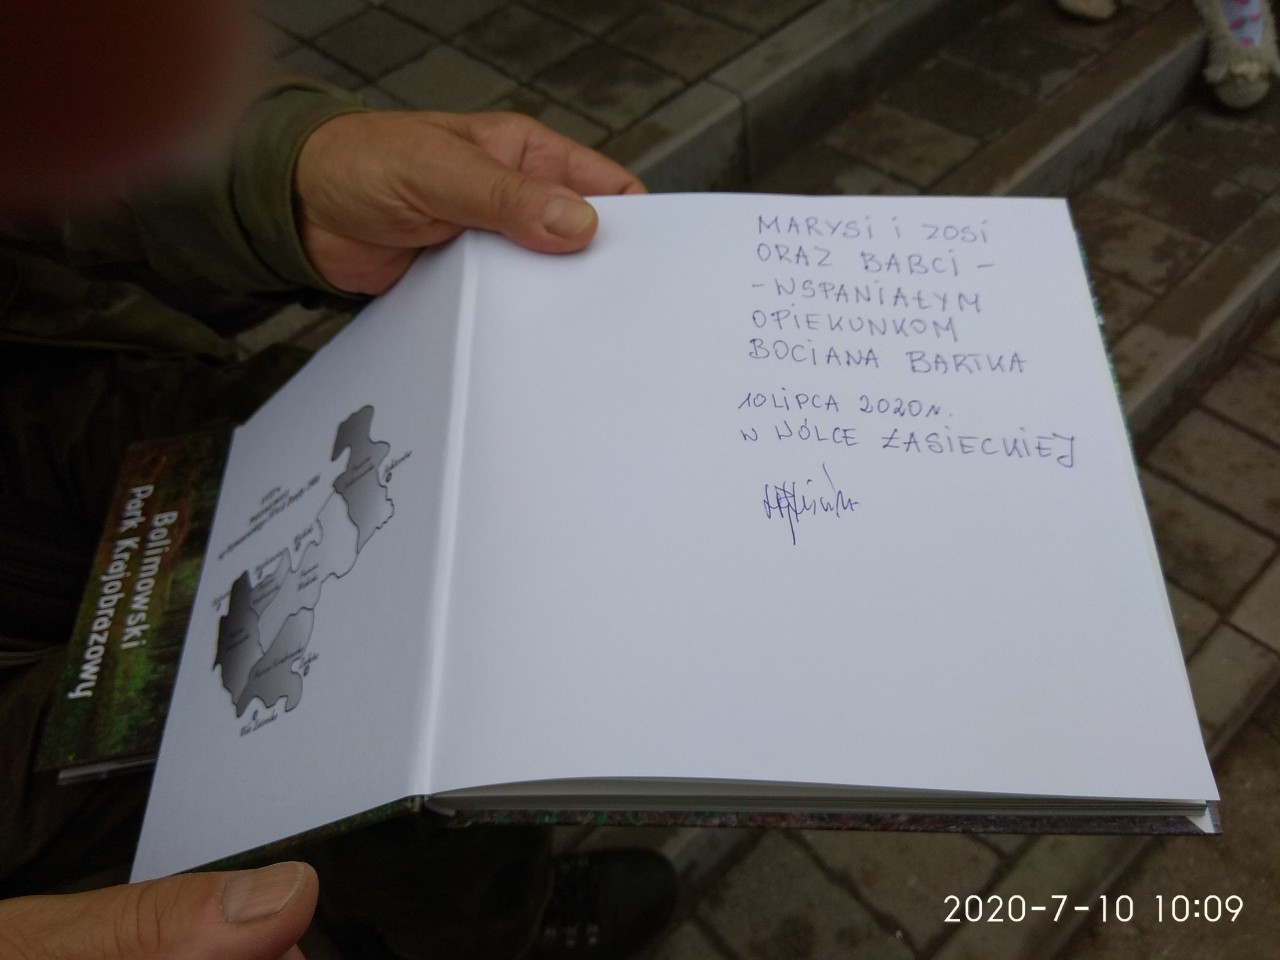 MARYSI I ZOSI
ORAZ BABCI -
- WSPANIAŁYM
OPIEKUNKOM
BOCIANA BARTKA
10 LIPCA 2020 r.
W WÓLCE ŁASIECKIEJ
Bolimowski
Park Krajobrazowy
2020-7-10 10:09